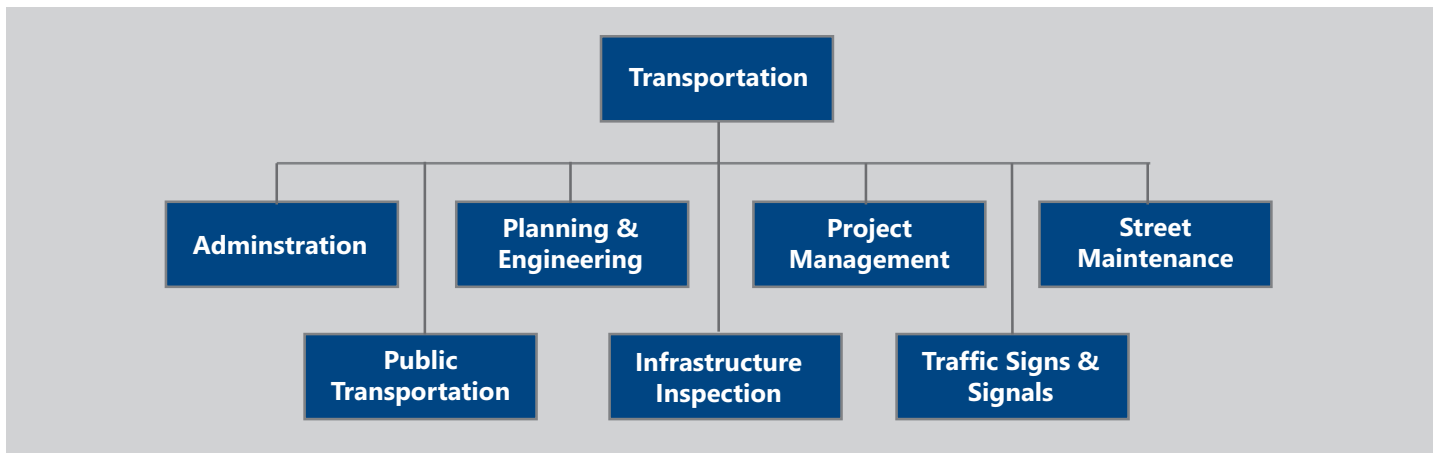 Transportation
Adminstration
Planning &
Engineering
Project
Management
Street
Maintenance
Public
Transportation
Infrastructure
Inspection
Traffic Signs &
Signals